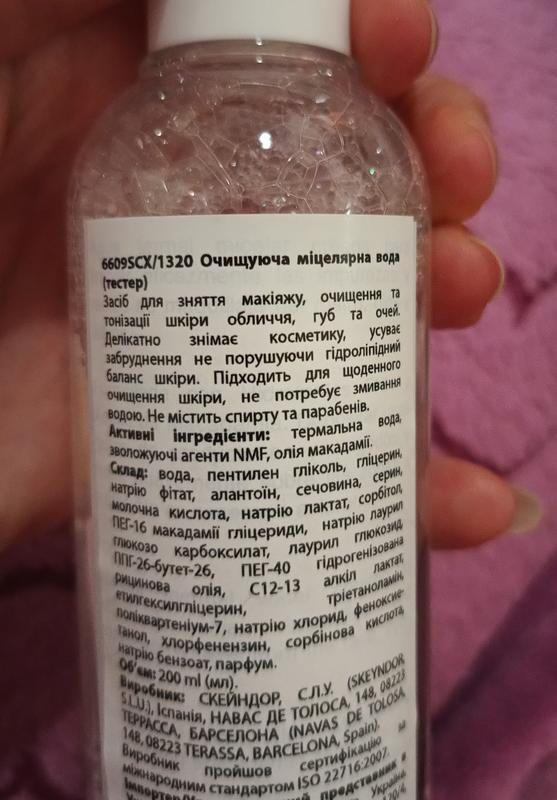 6609SCX/1320 Очищуюча міцелярна вода
(тестер)
Засіб для зняття макіяжу, очищення та
тонізації шкіри обличчя, губ та очей.
Делікатно знімає косметику, усуває
забруднення не порушуючи гідроліпідний
баланс шкіри. Підходить для щоденного
очищення шкіри, не потребує змивання
водою. Не містить спирту та парабенів.
Активні інгредієнти: термальна вода,
зволожуючі агенти NMF, олія макадамії.
Склад: вода, пентилен гліколь, гліцерин,
натрію фітат, алантоїн, сечовина, серин,
молочна кислота, натрію лактат, сорбітол,
ПЕГ-16 макадамії гліцериди, натрію лаурил
глюкозо карбоксилат, лаурил глюкозид,
ППГ-26-бутет-26, ПЕГ-40 гідрогенізована
рицинова олія, С12-13 алкіл лактат,
етилгексилгліцерин, тріетаноламін,
поліквартеніум-7, натрію хлорид, феноксие-
танол, хлорфенензин, сорбінова кислота,
натрію бензоат, парфум.
Об'єм: 200 ml (мл).
Виробник: СКЕЙНДОР, С.Л.У. (SKEYNDOR
S.L.U.), Іспанія, НАВАС ДЕ ТОЛОСА, 148, 08223
ТЕРРАССА, БАРСЕЛОНА (NAVAS DE TOLOSA,
148, 08223 TERASSA, BARCELONA, Spain).
Виробник пройшов сертифікацію за
міжнародним стандартом ISO 22716:2007.
представник в
Україна,